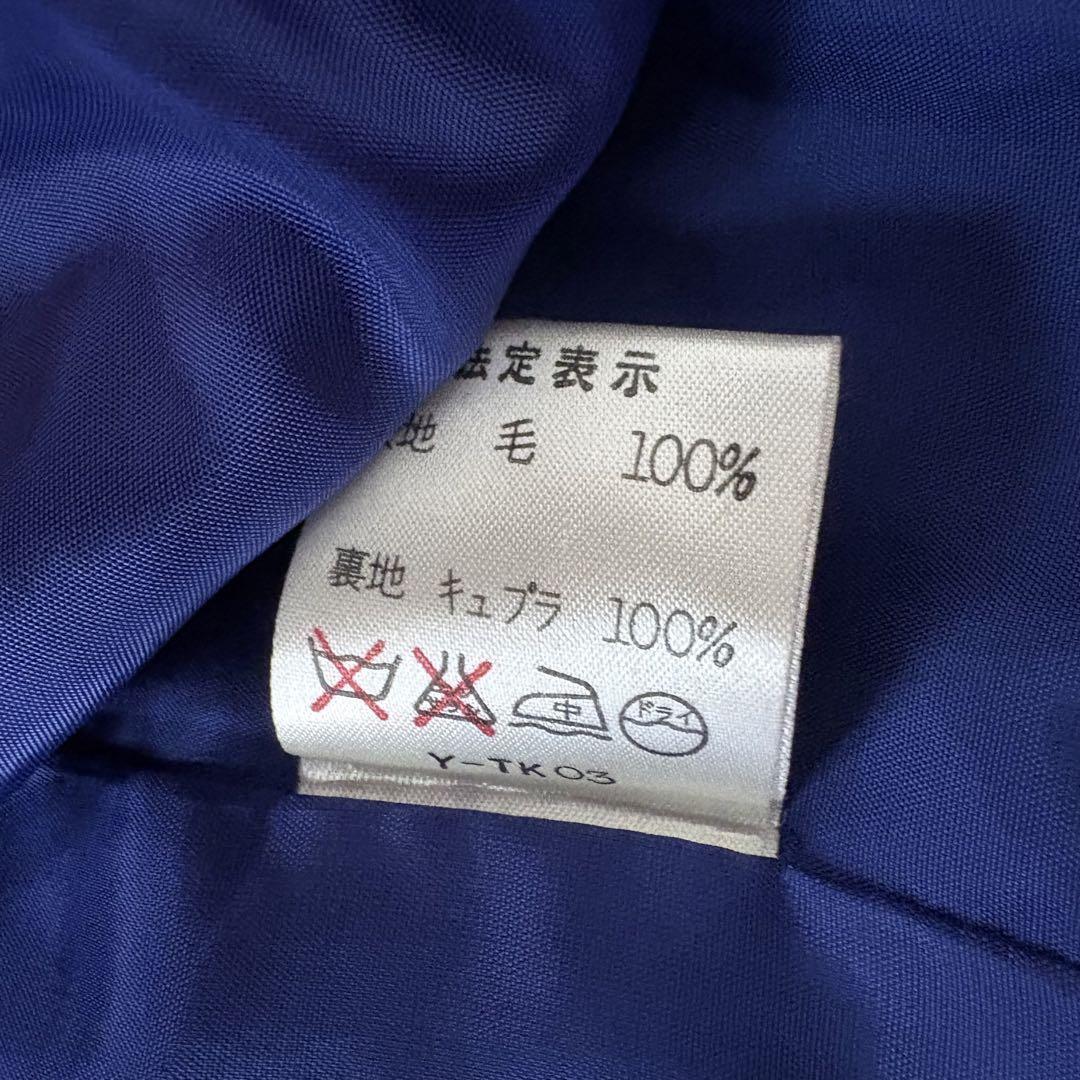 法定表示
地 毛 100%
裏地 キュプラ 100%
中 ドライ
Y-TK03